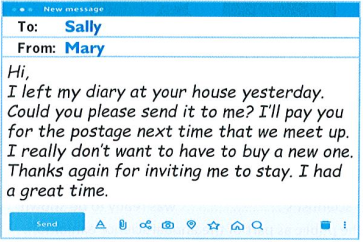 New message
To: Sally
From: Mary
Hi,
I left my diary at your house yesterday.
Could you please send it to me? I'll pay you
for the postage next time that we meet up.
I really don't want to have to buy a new one.
Thanks again for inviting me to stay. I had
a great time.
Send